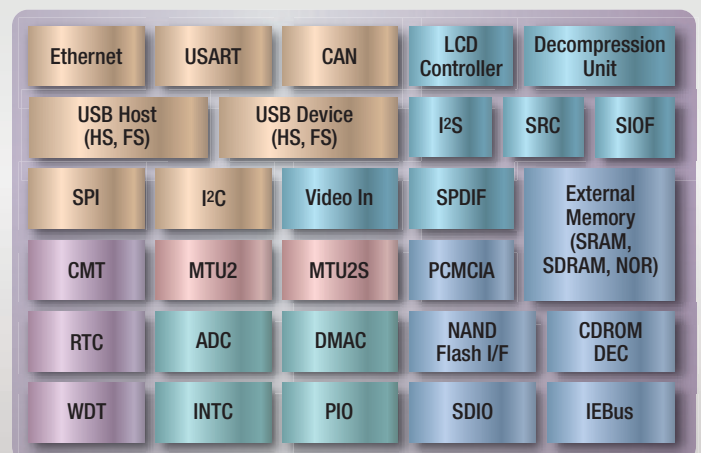 Ethernet
USART
CAN
LCD
Controller
Decompression
Unit
USB Host
(HS, FS)
USB Device
(HS, FS)
I²S
SRC
SIOF
SPI
I²C
Video In
SPDIF
External
Memory
(SRAM,
SDRAM, NOR)
CMT
MTU2
MTU2S
PCMCIA
RTC
ADC
DMAC
NAND
Flash I/F
CDROM
DEC
WDT
INTC
PIO
SDIO
IEBus